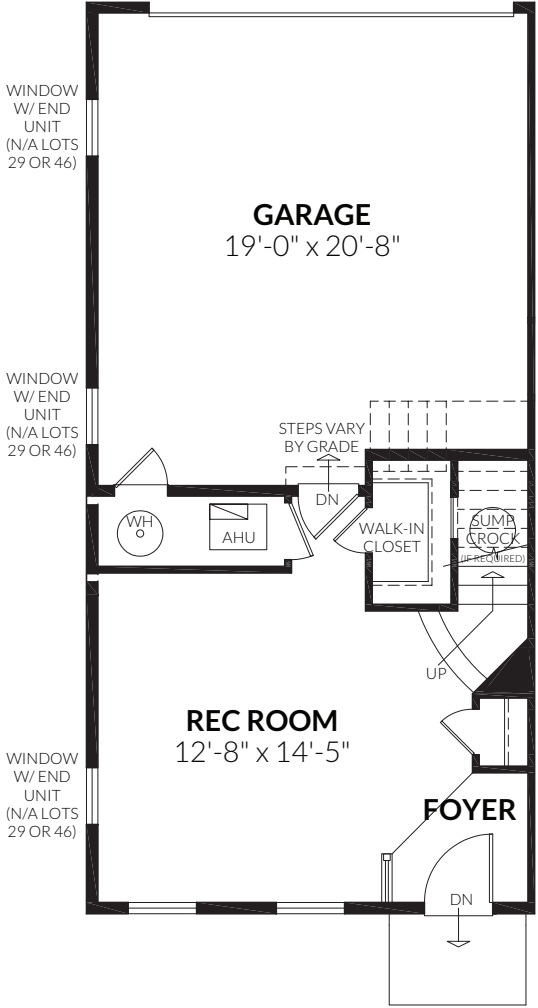 WINDOW
W/ END
UNIT
(N/A LOTS
29 OR 46)
GARAGE
19'-0" x 20'-8"
WINDOW
W/ END
UNIT
(N/A LOTS
29 OR 46)
STEPS VARY
BY GRADE
DN
WH
AHU
WALK-IN
CLOSET
SUMP
CROCK
(IF REQUIRED)
UP
REC ROOM
12'-8" x 14'-5"
WINDOW
W/ END
UNIT
(N/A LOTS
29 OR 46)
FOYER
DN